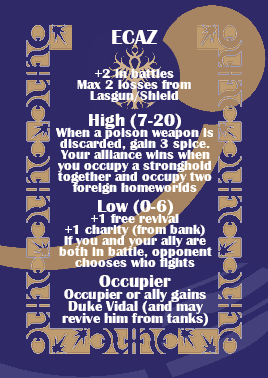 ECAZ
+2 in battles
Max 2 losses from
Lasgun/Shield
High (7-20)
When a poison weapon is
discarded, gain 3 spice.
Your alliance wins when
you occupy a stronghold
together and occupy two
foreign homeworlds
Low (0-6)
+1 free revival
+1 charity (from bank)
If you and your ally are
both in battle, opponent
chooses who fights
Occupier
Occupier or ally gains
Duke Vidal (and may
revive him from tanks)